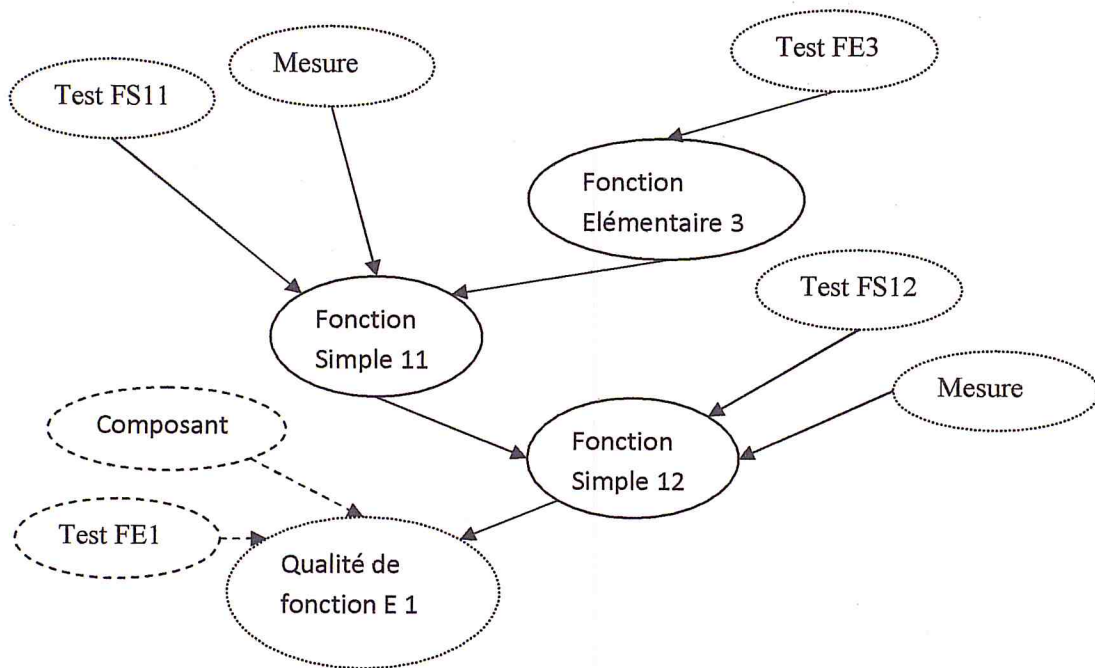 Test FE3
Mesure
Test FS11
Fonction
Elémentaire 3
Test FS12
Fonction
Simple 11
Mesure
Composant
Fonction
Simple 12
Test FE1
Qualité de
fonction E 1